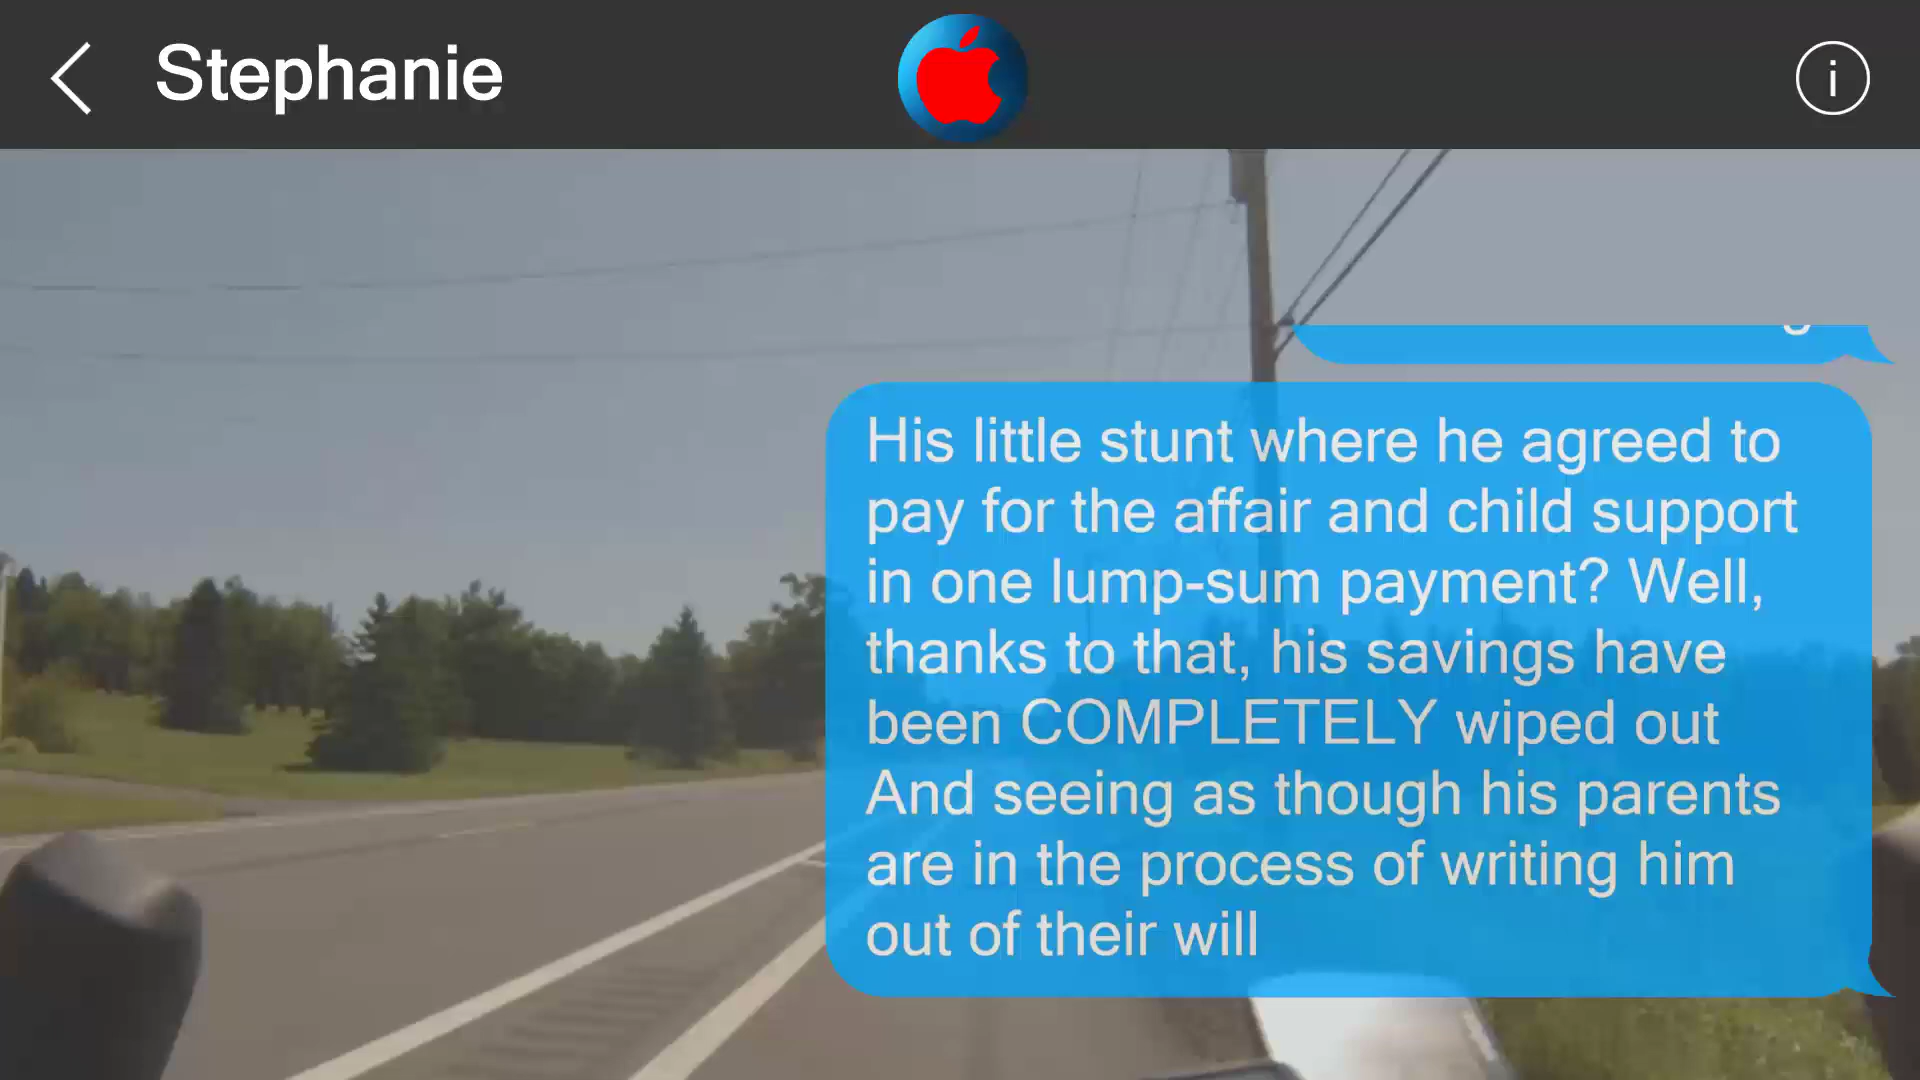 Stephanie
i
His little stunt where he agreed to
pay for the affair and child support
in one lump-sum payment? Well,
thanks to that, his savings have
been COMPLETELY wiped out
And seeing as though his parents
are in the process of writing him
out of their will